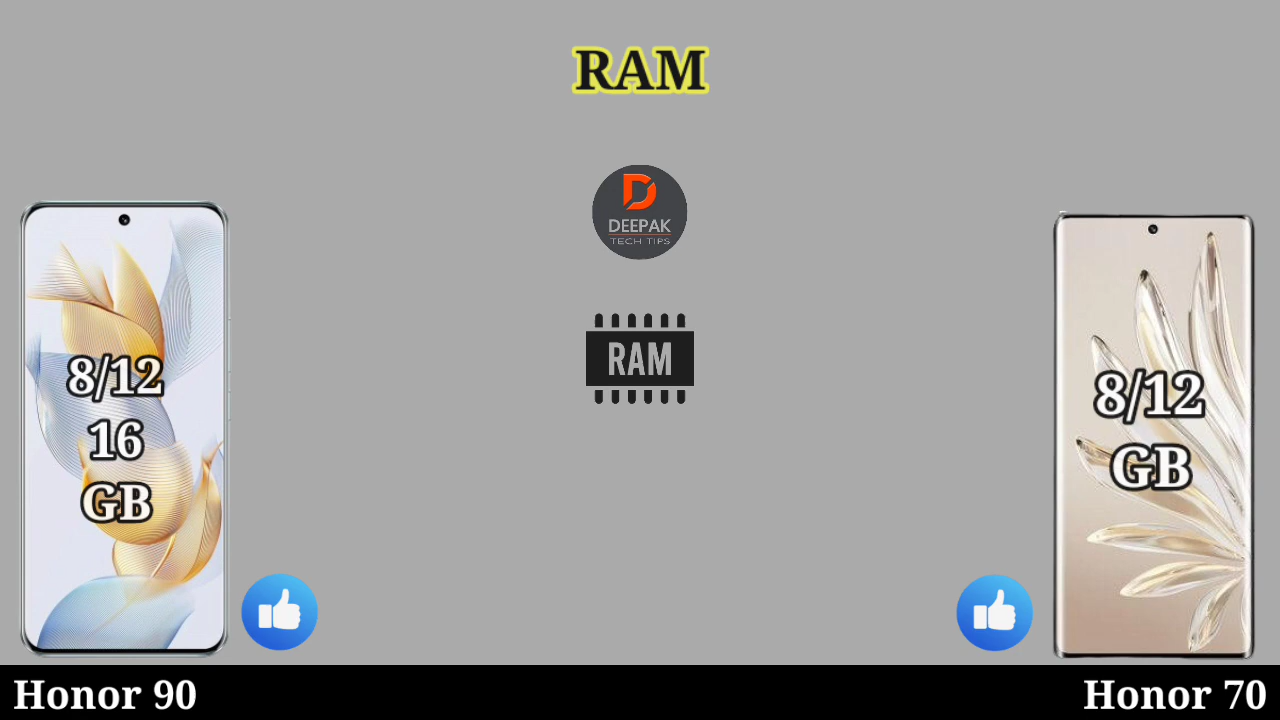 RAM
DEEPAK
TECH TIPS
RAM
8/12
16
GB
8/12
GB
Honor 90
Honor 70